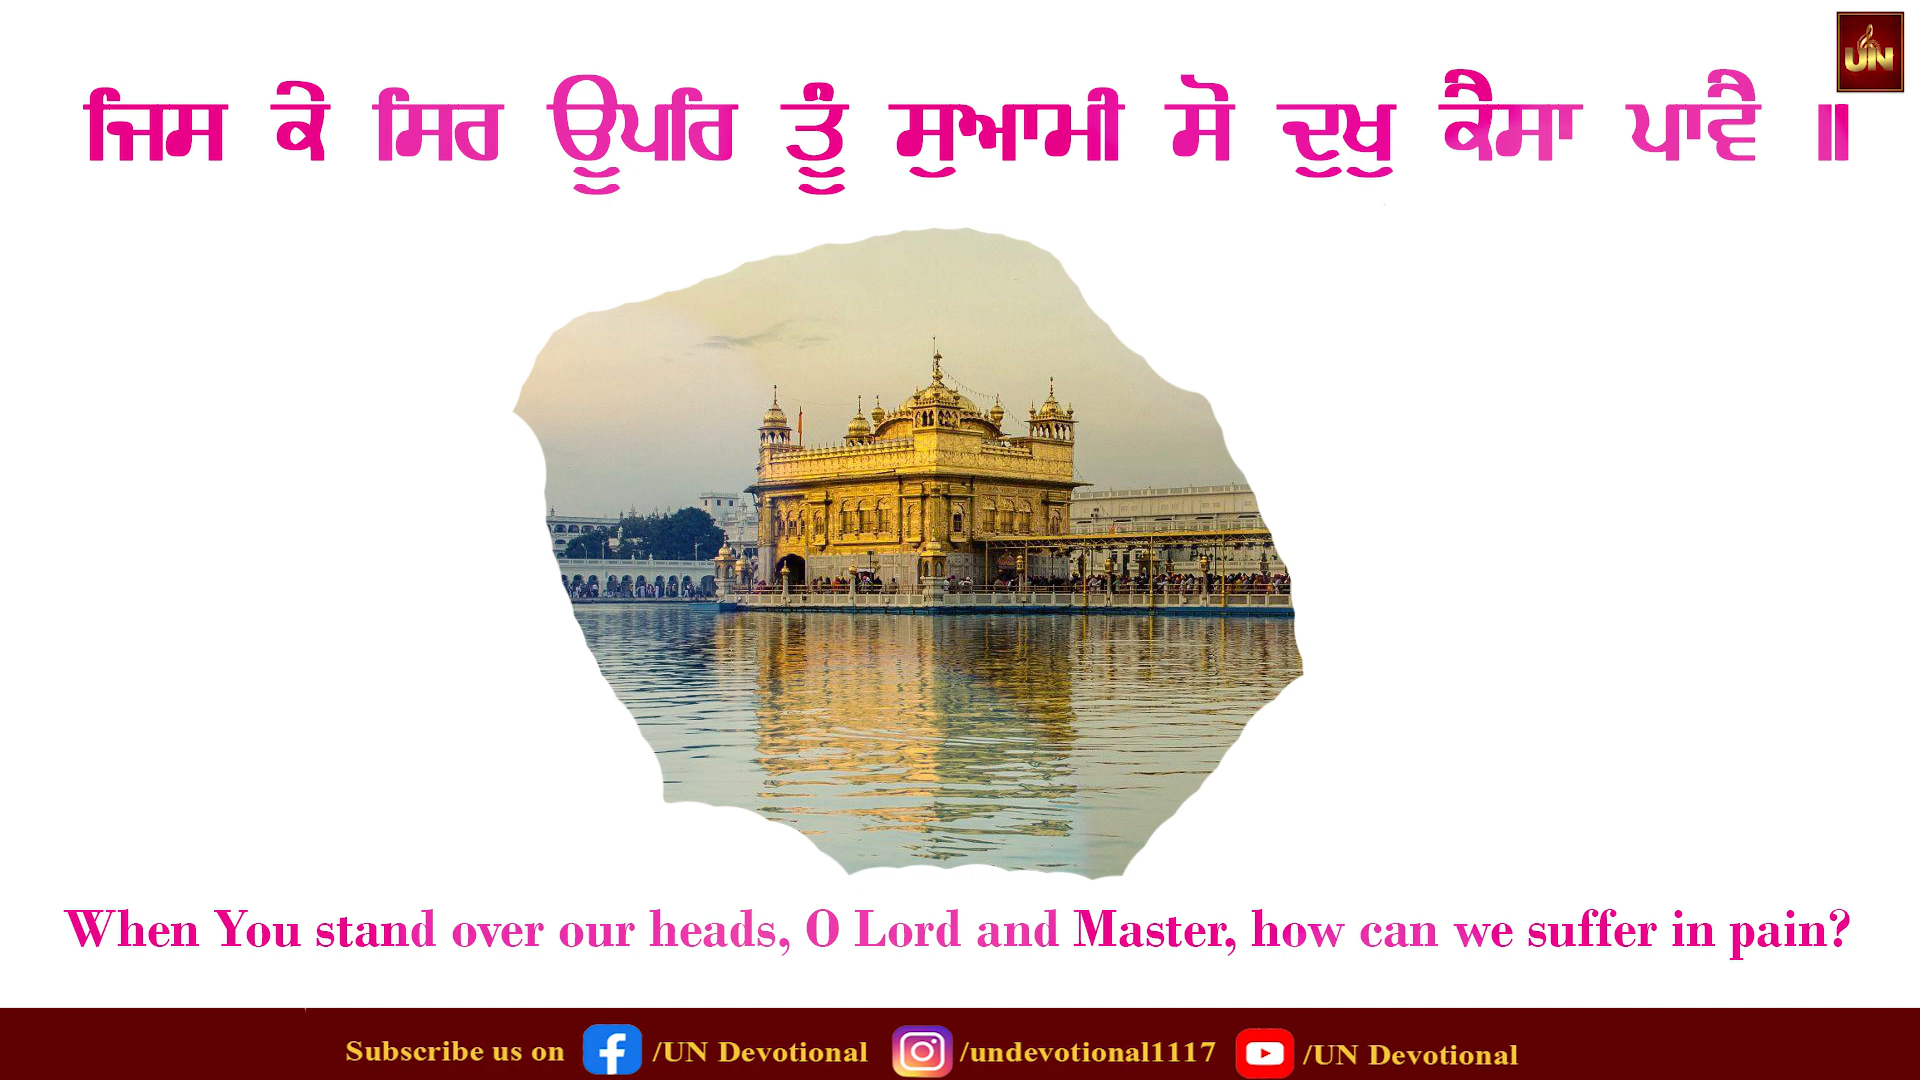 UN
ਜਿਸ ਕੇ ਸਿਰ ਊਪਰਿ ਤੂੰ ਸੁਆਮੀ ਸੋ ਦੁਖੁ ਕੈਸਾ ਪਾਵੈ ॥
When You stand over our heads, O Lord and Master, how can we suffer in pain?
Subscribe us on /UN Devotional /undevotional1117 /UN Devotional